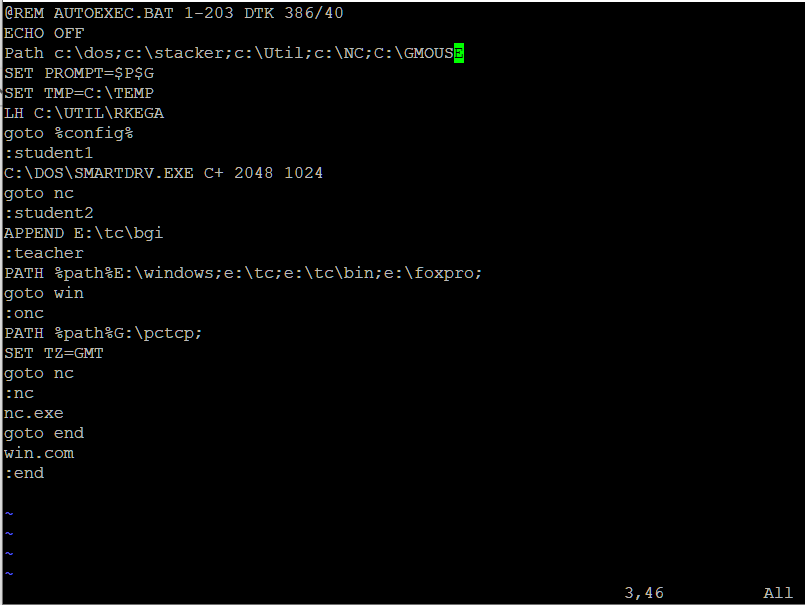 @REM AUTOEXEC.BAT 1-203 DTK 386/40
ECHO OFF
Path c:\dos;c:\stacker;c:\Util;c:\NC;C:\GMOUSE
SET PROMPT=$P$G
SET TMP=C:\TEMP
LH C:\UTIL\RKEGA
goto %config%
:student1
C:\DOS\SMARTDRV.EXE C+ 2048 1024
goto nc
:student2
APPEND E:\tc\bgi
:teacher
PATH %path%E:\windows;e:\tc;e:\tc\bin;e:\foxpro;
goto win
:onc
PATH %path%G:\pctcp;
SET TZ=GMT
goto nc
:nc
nc.exe
goto end
win.com
:end
~
~
~
~
3,46 All